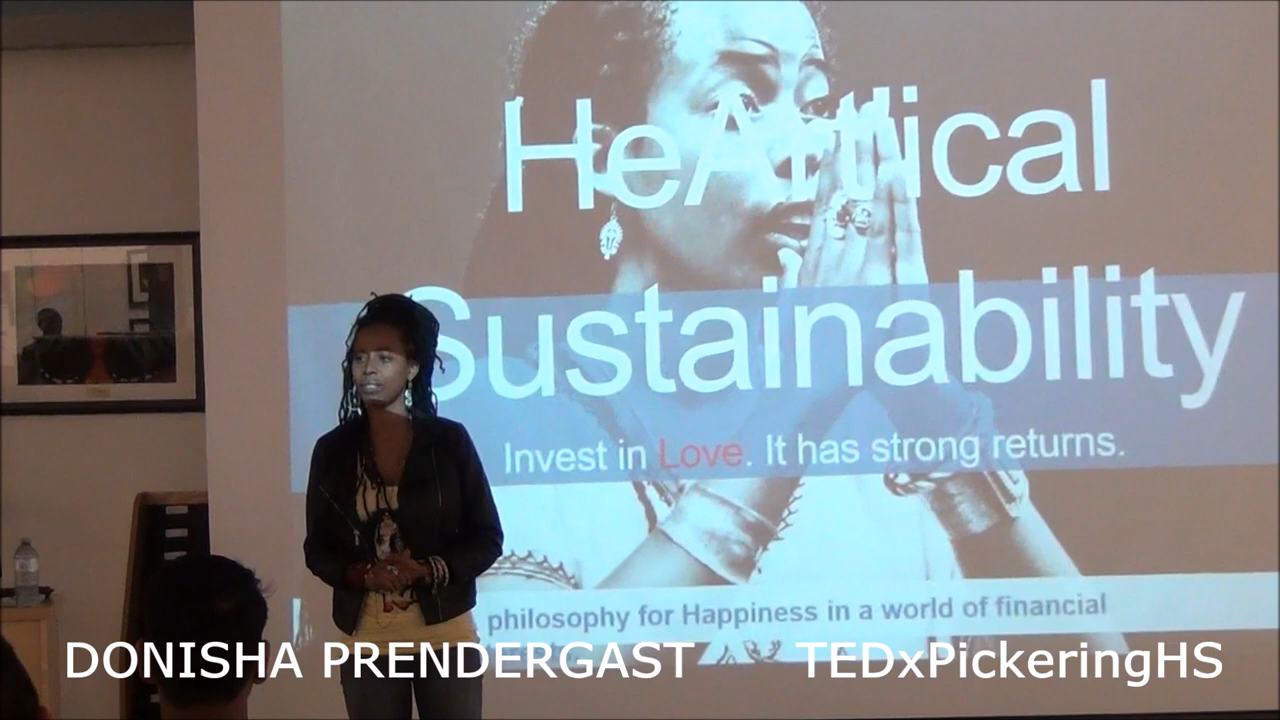 HeArtical
Sustainability
Invest in Love. It has strong returns.
philosophy for Happiness in a world of financial
DONISHA PRENDERGAST TEDxPickeringHS